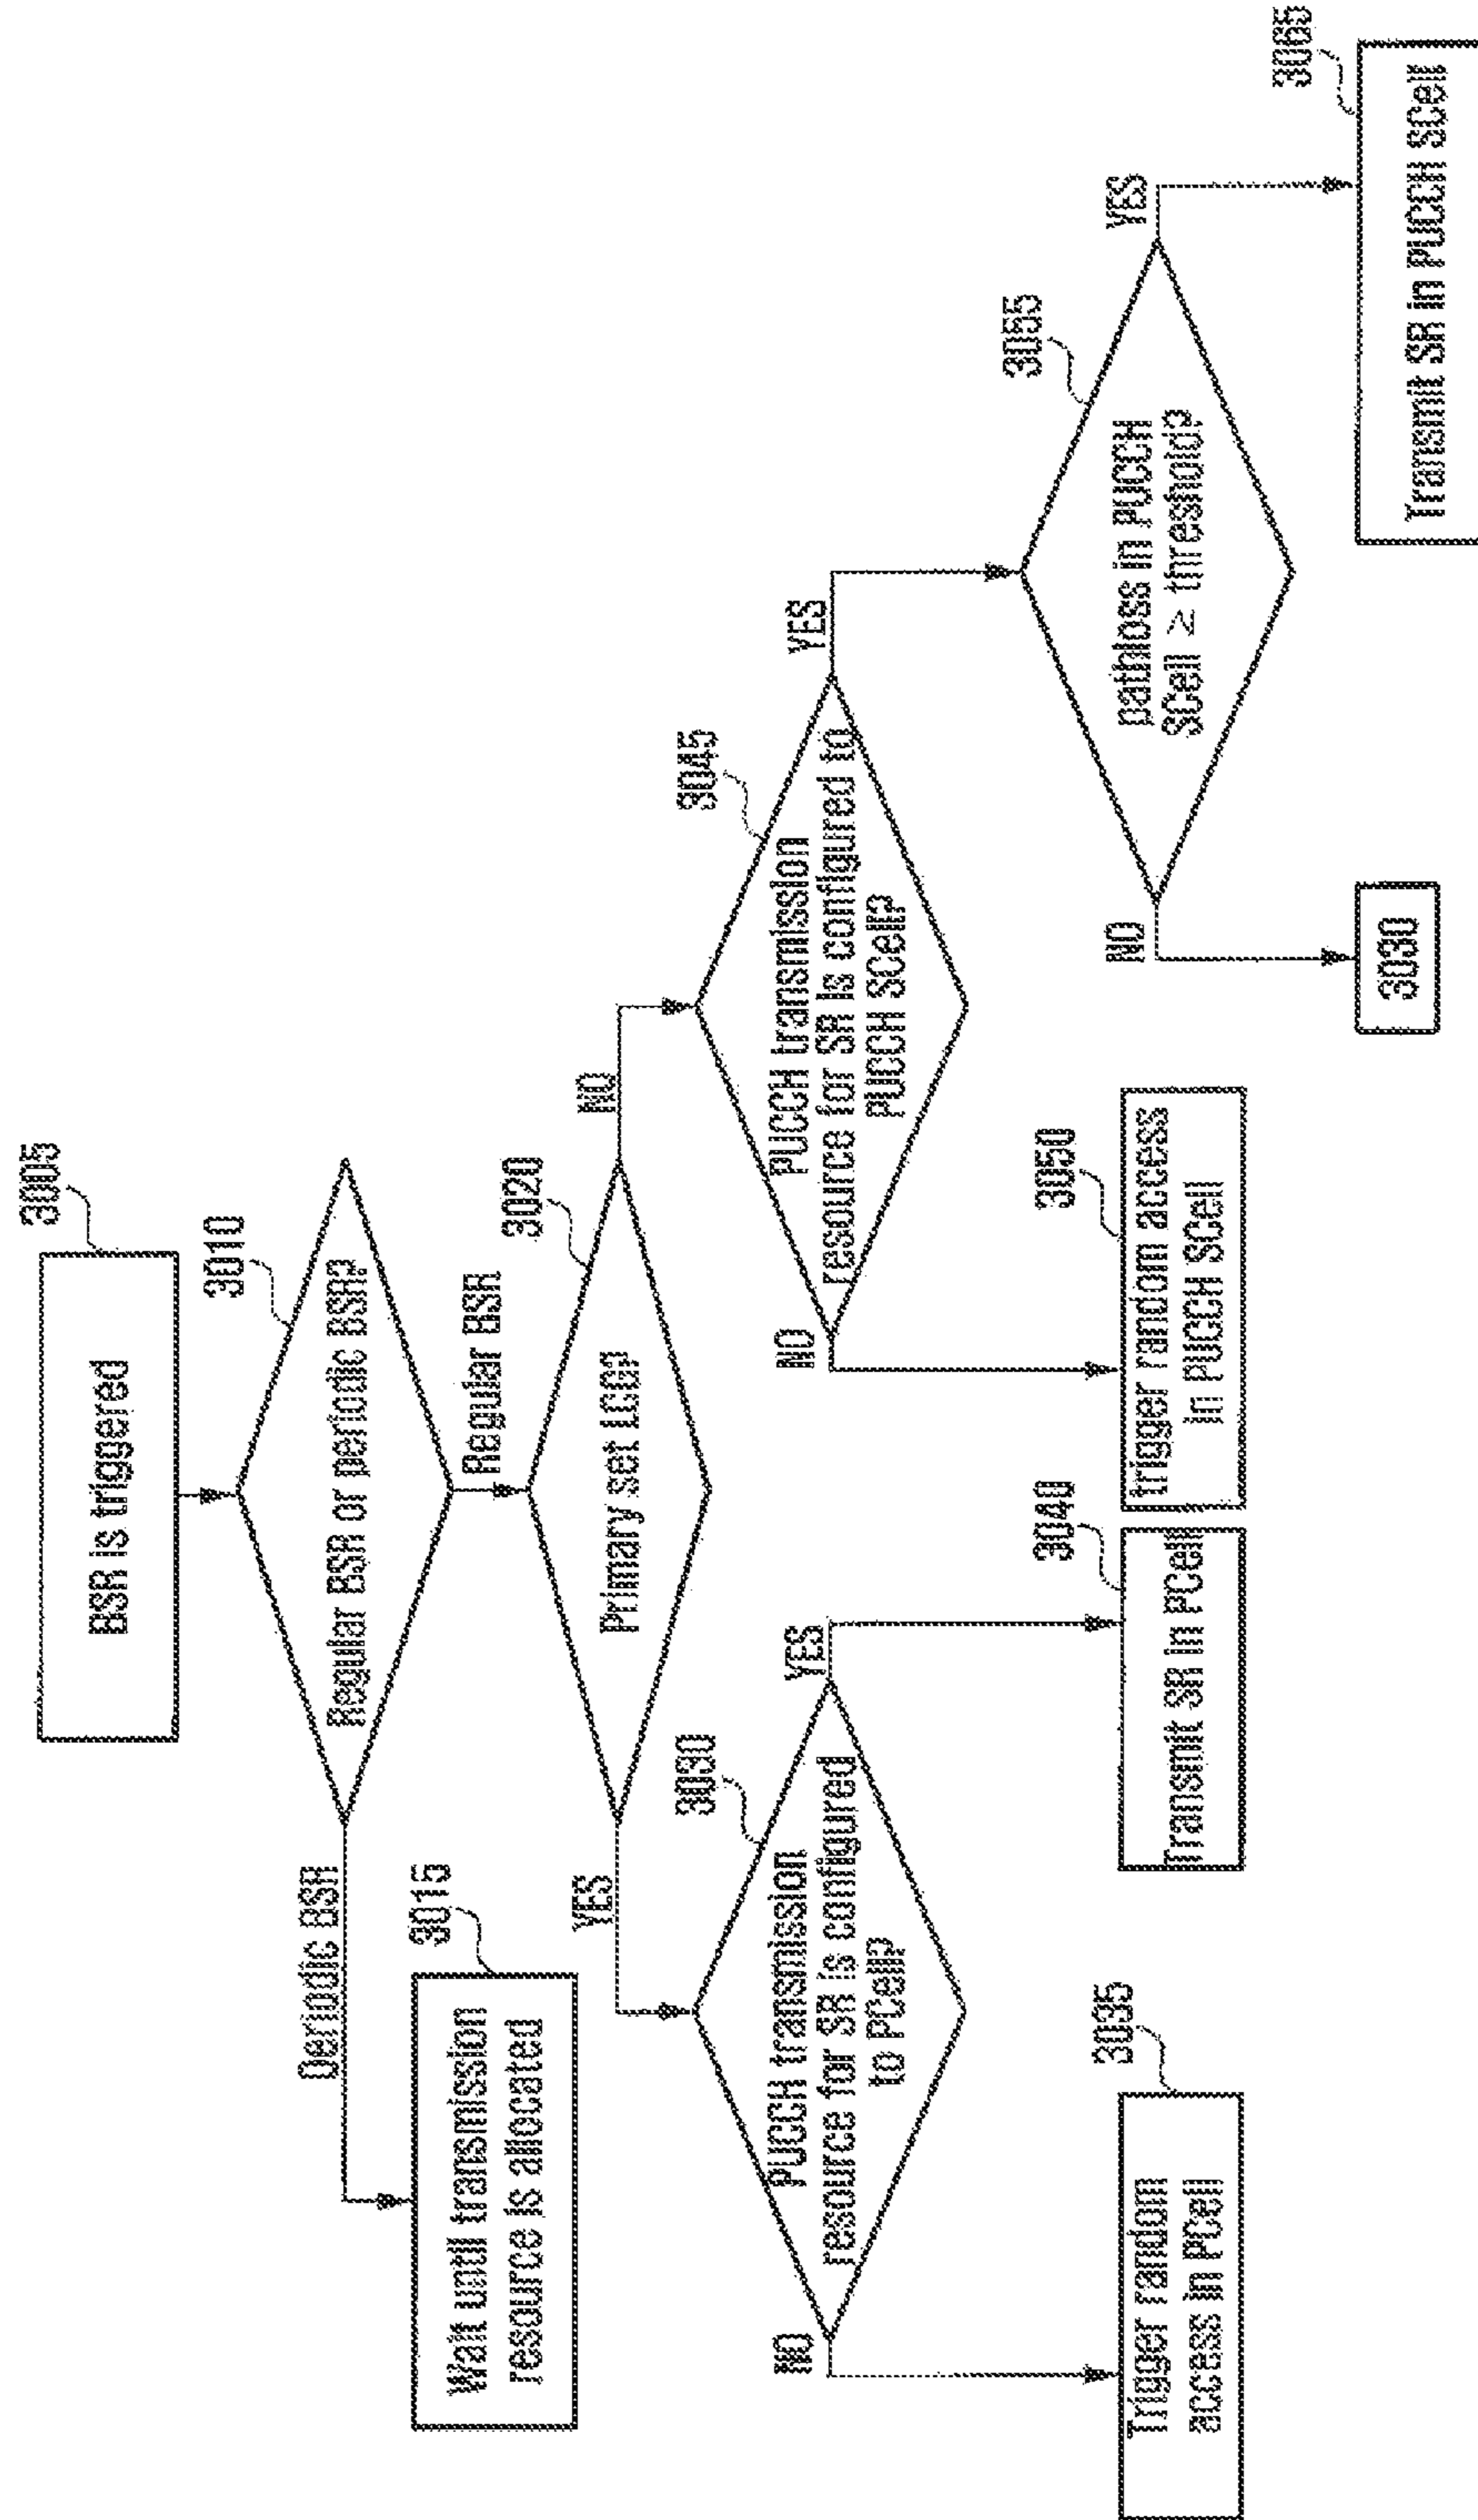 BSR is triggered
3005
Regular BSR or periodic BSR?
3010
Periodic BSR
Regular BSR
Wait until transmission
resource is allocated
3015
Primary set LCG?
3020
YES
NO
PUCCH transmission
resource for SR is configured
to PCell?
3030
PUCCH transmission
resource for SR is configured to
PUCCH SCell?
3045
NO
YES
NO
YES
Trigger random
access in PCell
3035
Transmit SR in PCell
3040
trigger random access
in PUCCH SCell
3050
pathloss in PUCCH
SCell ≥ threshold?
3055
NO
YES
3030
Transmit SR in PUCCH SCell
3065